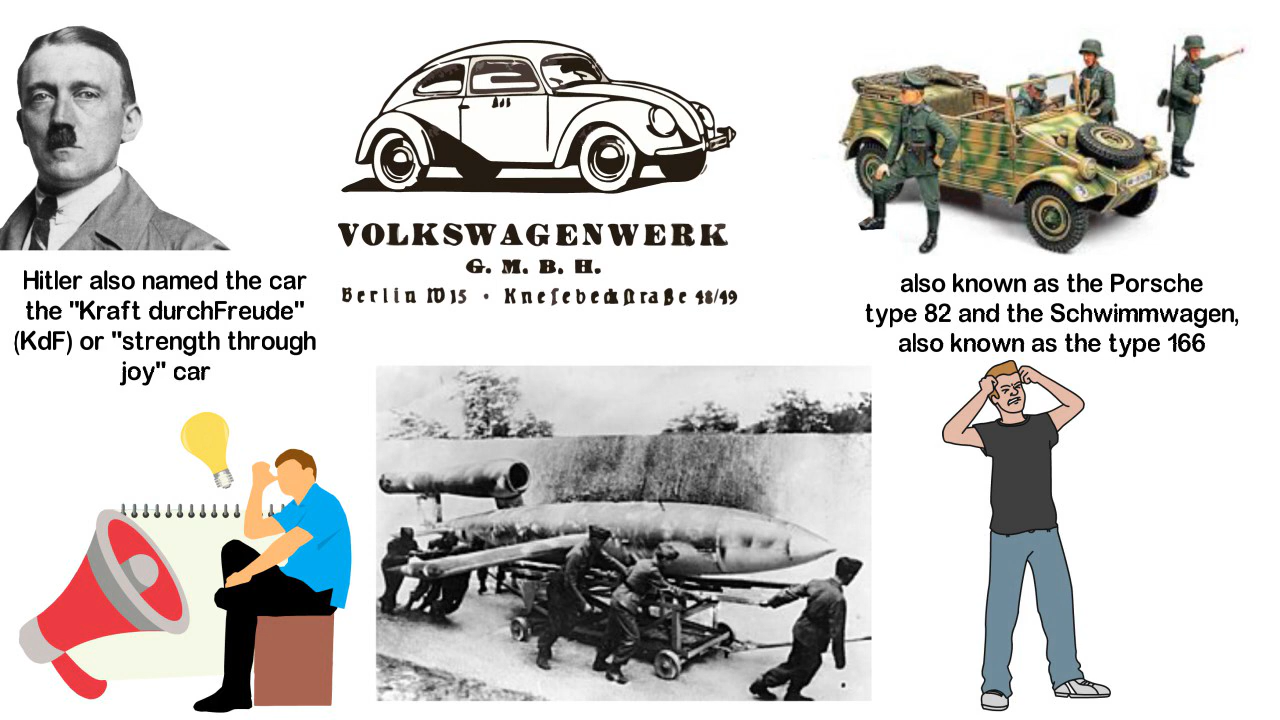 Hitler also named the car
the "Kraft durchFreude"
(KdF) or "strength through
joy" car
VOLKSWAGENWERK
G. M. B. H.
Berlin W 15 • Kneſebeckſtraße 48/49
also known as the Porsche
type 82 and the Schwimmwagen,
also known as the type 166